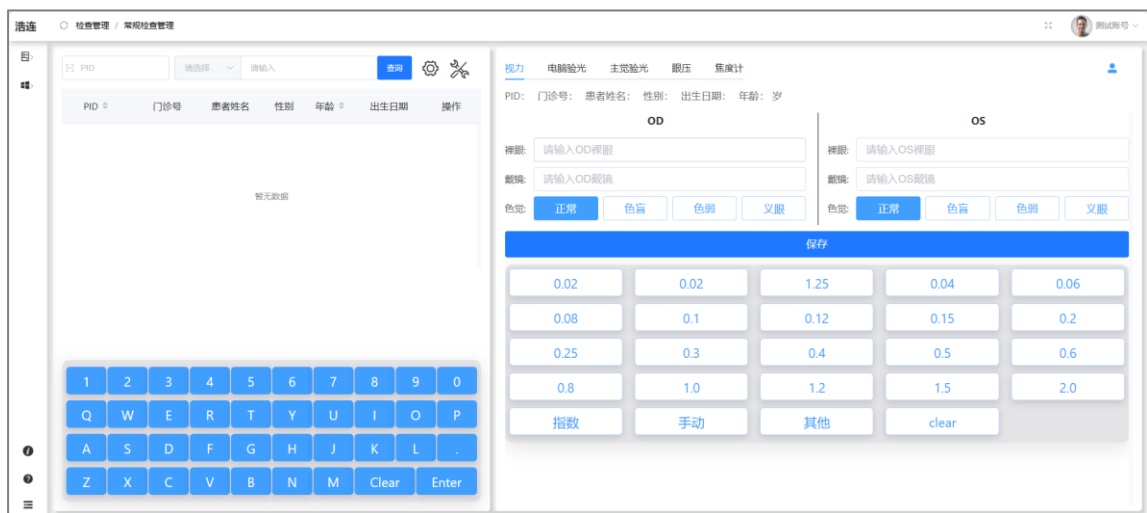 浩连 检查管理 / 常规检查管理 测试账号
PID 请选择 请输入 查询
PID 门诊号 患者姓名 性别 年龄 出生日期 操作
暂无数据
1 2 3 4 5 6 7 8 9 0
Q W E R T Y U I O P
A S D F G H J K L .
Z X C V B N M Clear Enter
视力 电脑验光 主觉验光 眼压 焦度计
PID: 门诊号: 患者姓名: 性别: 出生日期: 年龄: 岁
OD OS
裸眼: 请输入OD裸眼 裸眼: 请输入OS裸眼
戴镜: 请输入OD戴镜 戴镜: 请输入OS戴镜
色觉: 正常 色盲 色弱 义眼 色觉: 正常 色盲 色弱 义眼
保存
0.02 0.02 1.25 0.04 0.06
0.08 0.1 0.12 0.15 0.2
0.25 0.3 0.4 0.5 0.6
0.8 1.0 1.2 1.5 2.0
指数 手动 其他 clear